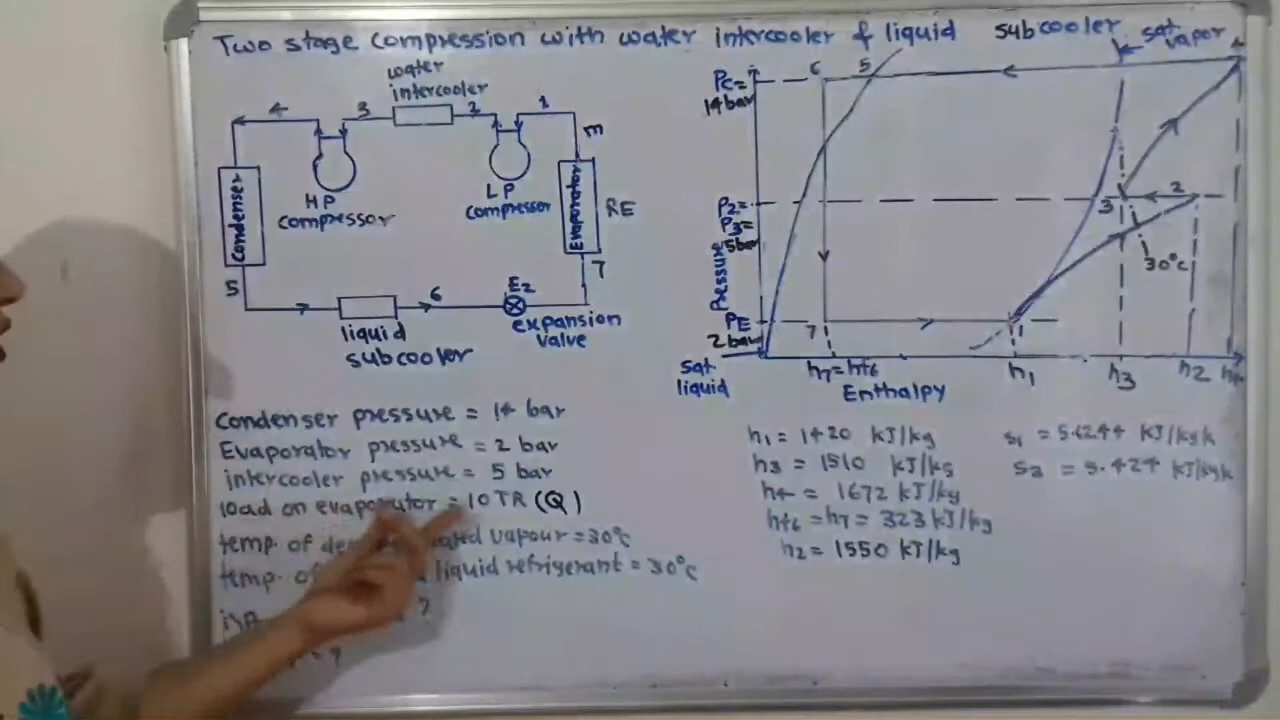 Two stage compression with water intercooler & liquid subcooler
water
intercooler
4
3
2
1
m
HP
compressor
LP
compressor
Condenser
Evaporator
RE
5
6
7
E2
liquid
subcooler
expansion
valve
sat
vapor
Pc=
14 bar
6
5
P2=
P3=
5 bar
3
2
30°C
Pressure
PE
2 bar
7
1
sat
liquid
h7=hf6
h1
h3
h2
h4
Enthalpy
Condenser pressure = 14 bar
Evaporator pressure = 2 bar
intercooler pressure = 5 bar
load on evaporator = 10 TR (Q)
temp. of vapour = 30°C
temp. of liquid refrigerant = 30°C
i) ?
= ?
h1 = 1420 kJ/kg
h3 = 1510 kJ/kg
h4 = 1672 kJ/kg
hf6 = h7 = 323 kJ/kg
h2 = 1550 kJ/kg
s1 = 5.6244 kJ/kgk
= 5.424 kJ/kgk